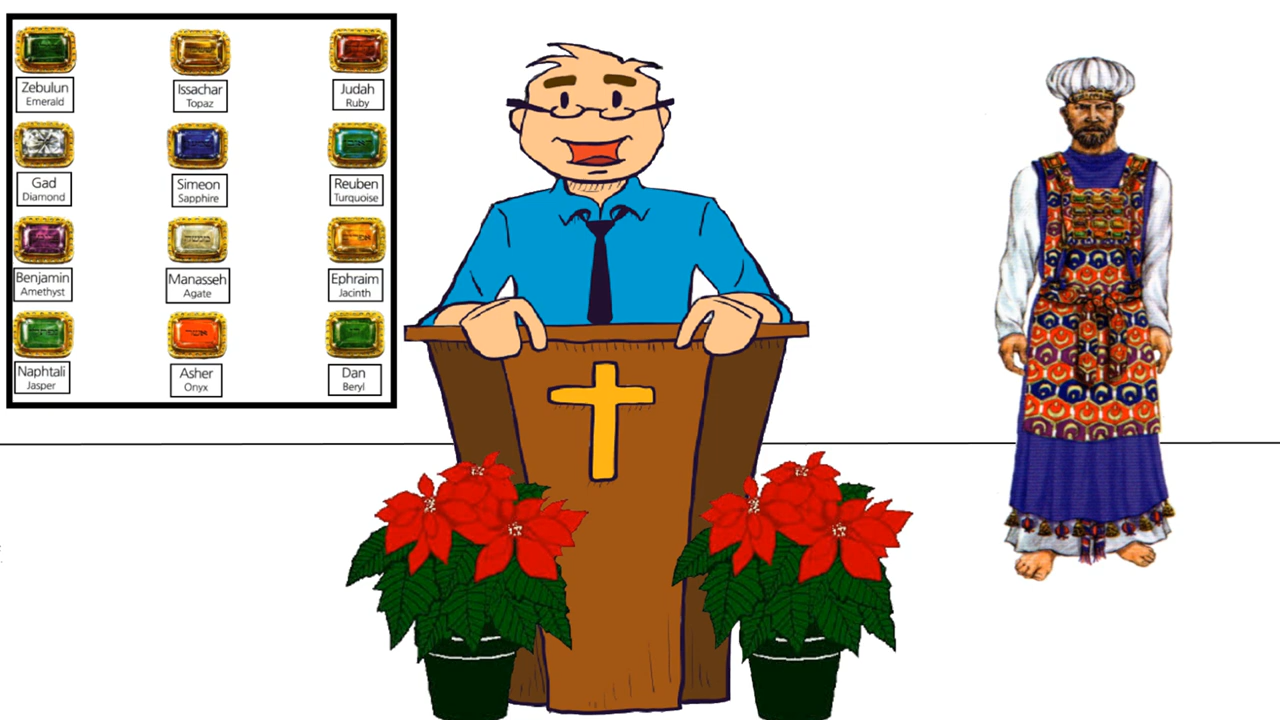 Zebulun
Emerald
Issachar
Topaz
Judah
Ruby
Gad
Diamond
Simeon
Sapphire
Reuben
Turquoise
Benjamin
Amethyst
Manasseh
Agate
Ephraim
Jacinth
Naphtali
Jasper
Asher
Onyx
Dan
Beryl